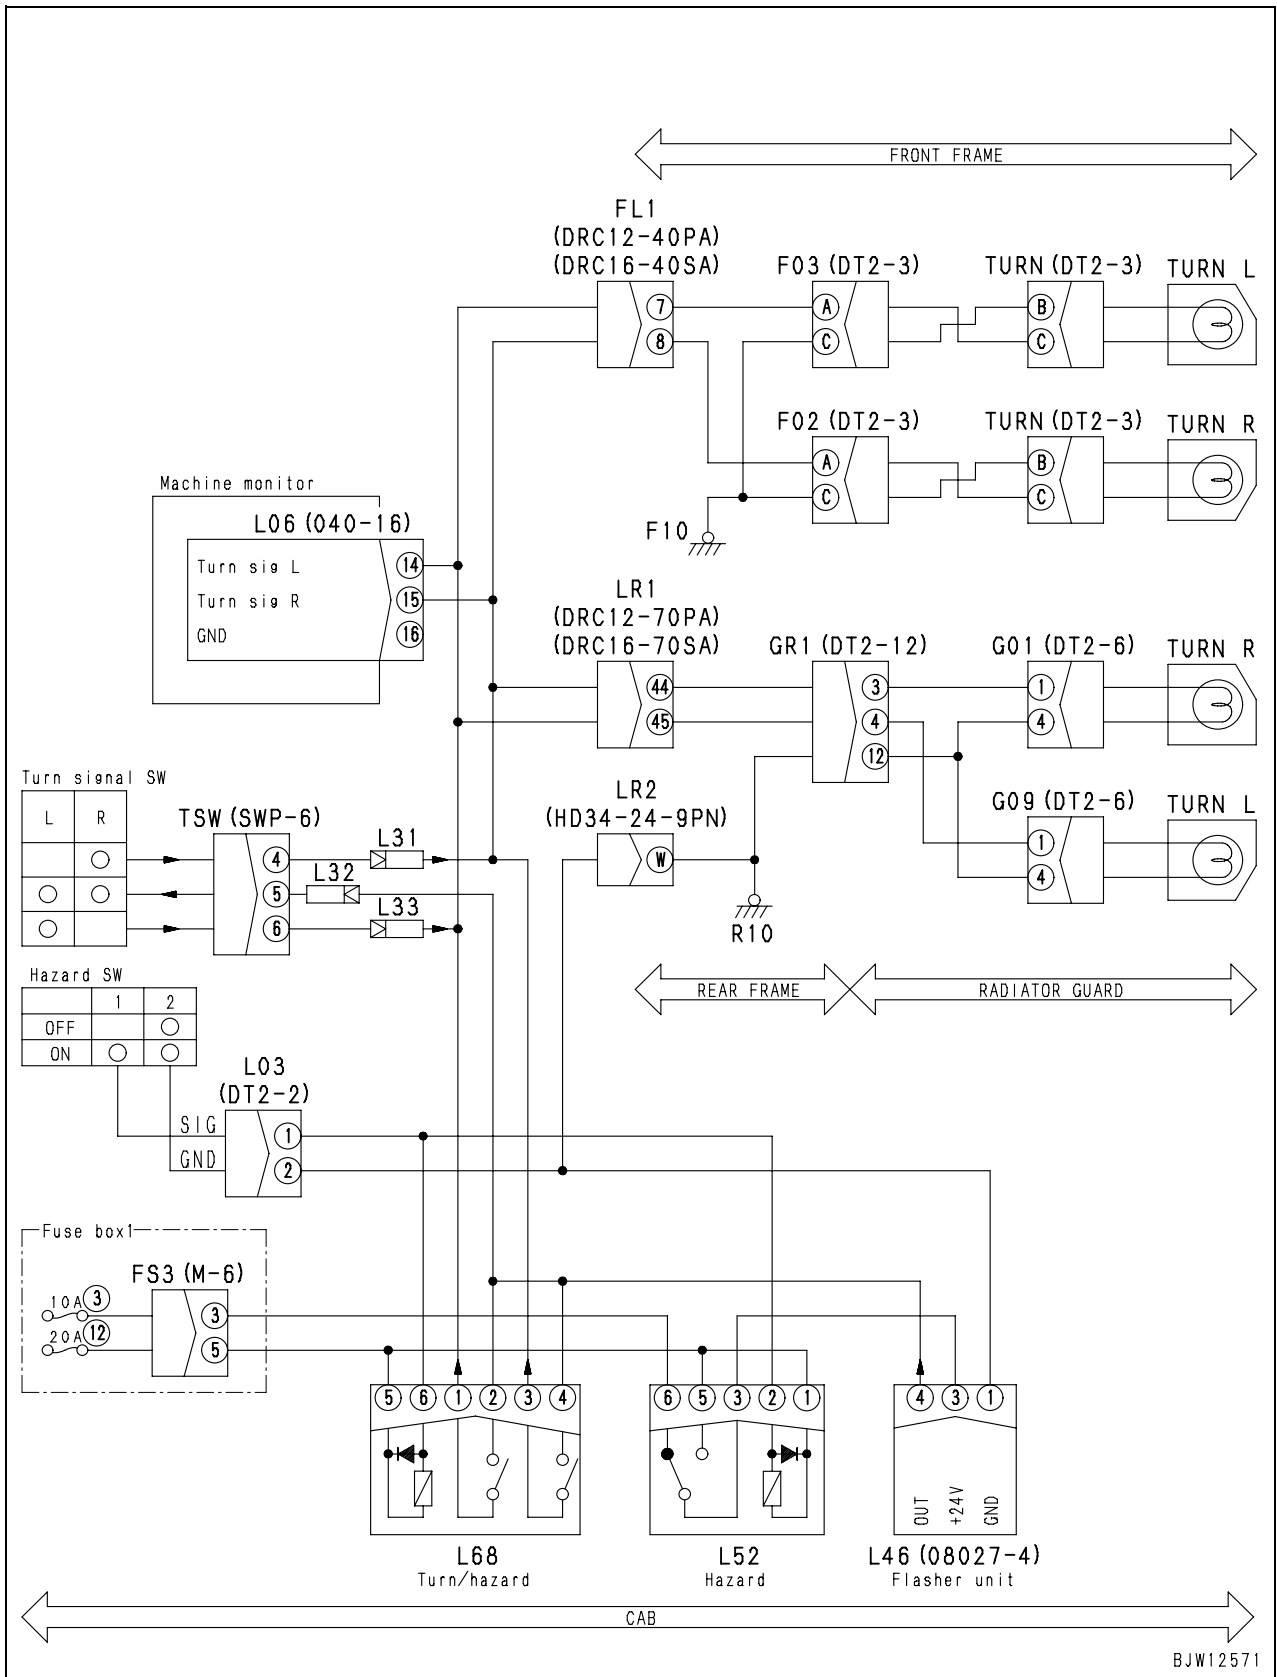 FRONT FRAME
FL1
(DRC12-40PA)
(DRC16-40SA)
F03 (DT2-3)
TURN (DT2-3)
TURN L
7
8
A
C
B
C
F02 (DT2-3)
TURN (DT2-3)
TURN R
A
C
B
C
F10
Machine monitor
L06 (040-16)
Turn sig L
Turn sig R
GND
14
15
16
LR1
(DRC12-70PA)
(DRC16-70SA)
GR1 (DT2-12)
G01 (DT2-6)
TURN R
44
45
3
4
12
1
4
LR2
(HD34-24-9PN)
W
G09 (DT2-6)
TURN L
1
4
R10
Turn signal SW
L R
TSW (SWP-6)
4
5
6
L31
L32
L33
REAR FRAME
RADIATOR GUARD
Hazard SW
1 2
OFF
ON
L03
(DT2-2)
SIG
GND
1
2
Fuse box1
FS3 (M-6)
10A 3
20A 12
3
5
5 6 1 2 3 4
6 5 3 2 1
4 3 1
OUT
+24V
GND
L68
Turn/hazard
L52
Hazard
L46 (08027-4)
Flasher unit
CAB
BJW12571